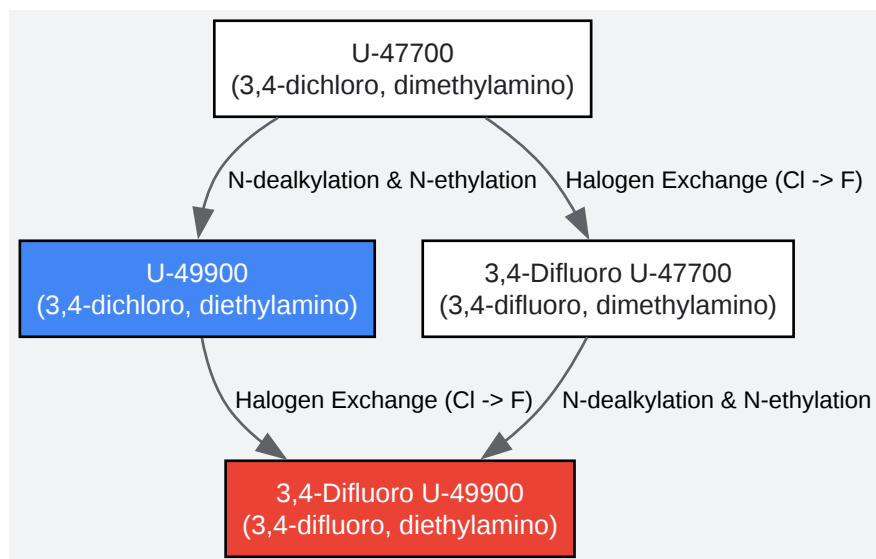 U-47700
(3,4-dichloro, dimethylamino)
N-dealkylation & N-ethylation
Halogen Exchange (Cl -> F)
U-49900
(3,4-dichloro, diethylamino)
3,4-Difluoro U-47700
(3,4-difluoro, dimethylamino)
Halogen Exchange (Cl -> F)
N-dealkylation & N-ethylation
3,4-Difluoro U-49900
(3,4-difluoro, diethylamino)